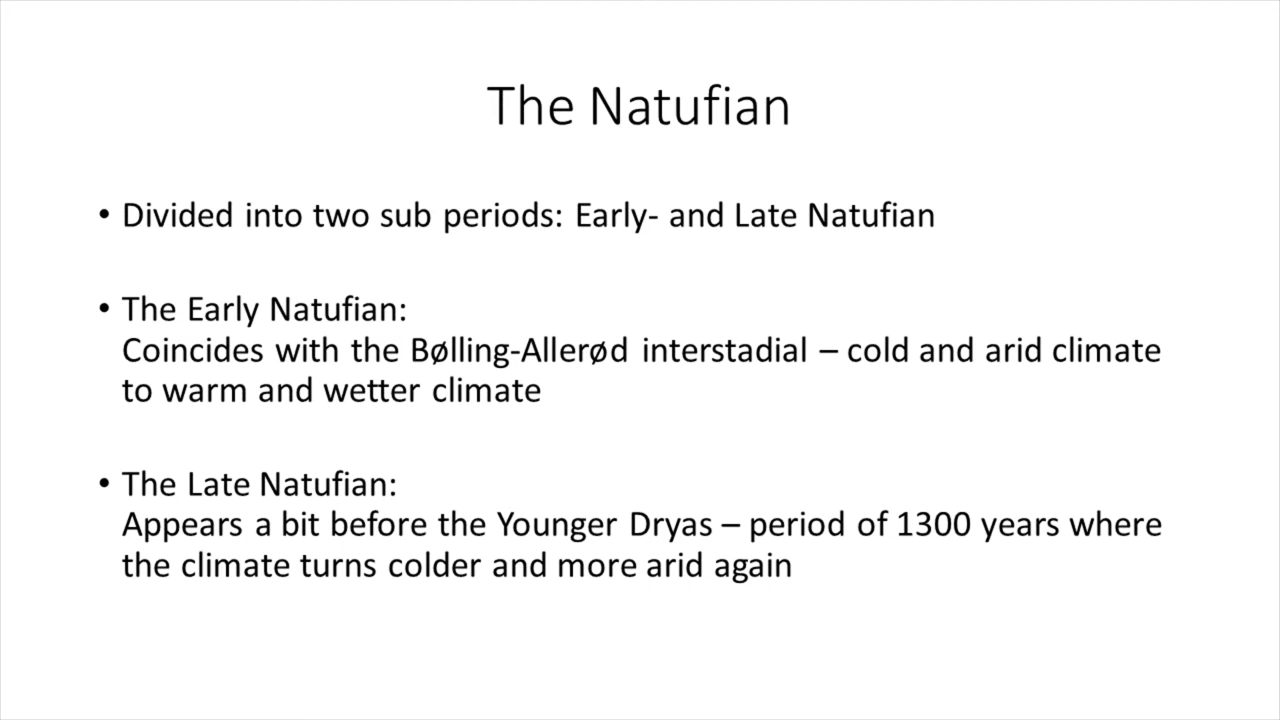 The Natufian
• Divided into two sub periods: Early- and Late Natufian
• The Early Natufian:
Coincides with the Bølling-Allerød interstadial – cold and arid climate
to warm and wetter climate
• The Late Natufian:
Appears a bit before the Younger Dryas – period of 1300 years where
the climate turns colder and more arid again